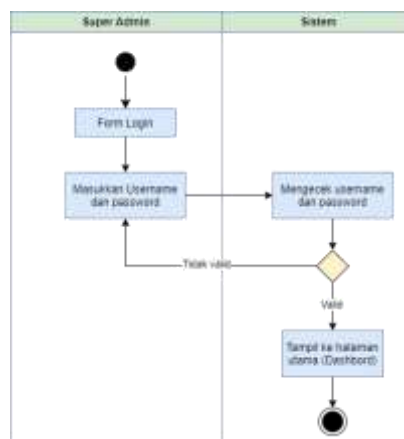 Super Admin
Sistem
Form Login
Masukkan Username
dan password
Mengecek username
dan password
Tidak valid
Valid
Tampil ke halaman
utama (Dashbord)